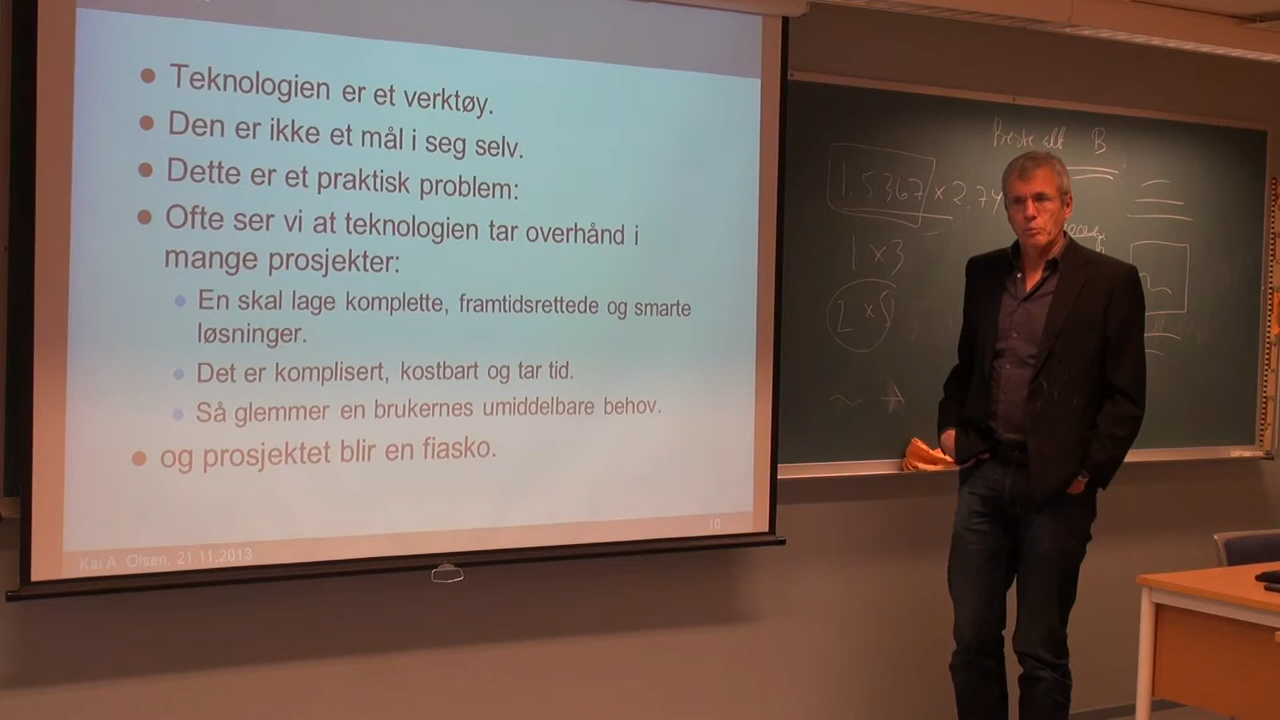 Teknologien er et verktøy.
Den er ikke et mål i seg selv.
Dette er et praktisk problem:
Ofte ser vi at teknologien tar overhånd i
mange prosjekter:
En skal lage komplette, framtidsrettede og smarte
løsninger.
Det er komplisert, kostbart og tar tid.
Så glemmer en brukernes umiddelbare behov.
og prosjektet blir en fiasko.
Kai A. Olsen, 21.11.2013
10
Beste alt B
1.5367 × 2.74
1 × 3
2 ×